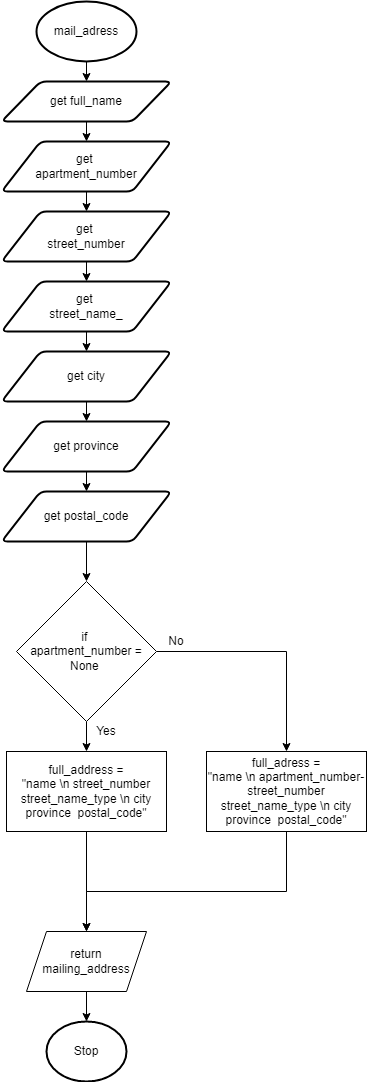 mail_adress
get full_name
get
apartment_number
get
street_number
get
street_name_
get city
get province
get postal_code
if
apartment_number =
None
No
Yes
full_address =
"name \n street_number
street_name_type \n city
province  postal_code"
full_adress =
"name \n apartment_number-
street_number
street_name_type \n city
province  postal_code"
return
mailing_address
Stop